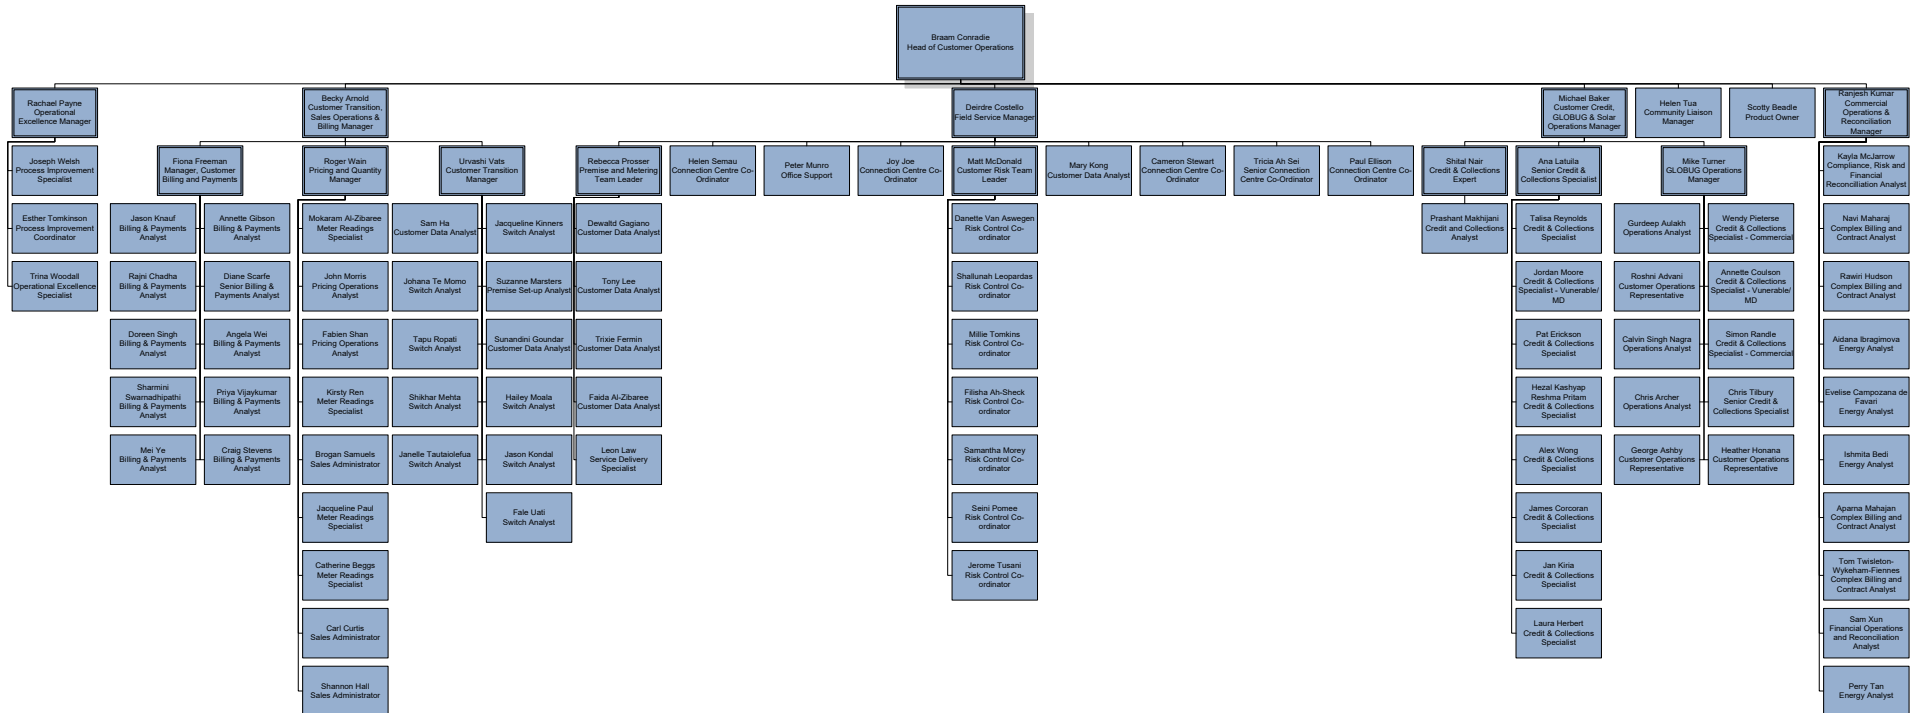 Braam Conradie
Head of Customer Operations
Rachael Payne
Operational
Excellence Manager
Becky Arnold
Customer Transition,
Sales Operations &
Billing Manager
Deirdre Costello
Field Service Manager
Michael Baker
Customer Credit,
GLOBUG & Solar
Operations Manager
Helen Tua
Community Liaison
Manager
Scotty Beadle
Product Owner
Ranjesh Kumar
Commercial
Operations &
Reconciliation
Manager
Joseph Welsh
Process Improvement
Specialist
Fiona Freeman
Manager, Customer
Billing and Payments
Roger Wain
Pricing and Quantity
Manager
Urvashi Vats
Customer Transition
Manager
Rebecca Prosser
Premise and Metering
Team Leader
Helen Semau
Connection Centre Co-
Ordinator
Peter Munro
Office Support
Joy Joe
Connection Centre Co-
Ordinator
Matt McDonald
Customer Risk Team
Leader
Mary Kong
Customer Data Analyst
Cameron Stewart
Connection Centre Co-
Ordinator
Tricia Ah Sei
Senior Connection
Centre Co-Ordinator
Paul Ellison
Connection Centre Co-
Ordinator
Shital Nair
Credit & Collections
Expert
Ana Latuila
Senior Credit &
Collections Specialist
Mike Turner
GLOBUG Operations
Manager
Kayla McJarrow
Compliance, Risk and
Financial
Reconcilliation Analyst
Esther Tomkinson
Process Improvement
Coordinator
Jason Knauf
Billing & Payments
Analyst
Annette Gibson
Billing & Payments
Analyst
Mokaram Al-Zibaree
Meter Readings
Specialist
Sam Ha
Customer Data Analyst
Jacqueline Kinners
Switch Analyst
Dewaltd Gagiano
Customer Data Analyst
Danette Van Aswegen
Risk Control Co-
ordinator
Prashant Makhijani
Credit and Collections
Analyst
Talisa Reynolds
Credit & Collections
Specialist
Gurdeep Aulakh
Operations Analyst
Wendy Pieterse
Credit & Collections
Specialist - Commercial
Navi Maharaj
Complex Billing and
Contract Analyst
Trina Woodall
Operational Excellence
Specialist
Rajni Chadha
Billing & Payments
Analyst
Diane Scarfe
Senior Billing &
Payments Analyst
John Morris
Pricing Operations
Analyst
Johana Te Momo
Switch Analyst
Suzanne Marsters
Premise Set-up Analyst
Tony Lee
Customer Data Analyst
Shallunah Leopardas
Risk Control Co-
ordinator
Jordan Moore
Credit & Collections
Specialist - Vunerable/
MD
Roshni Advani
Customer Operations
Representative
Annette Coulson
Credit & Collections
Specialist - Vunerable/
MD
Rawiri Hudson
Complex Billing and
Contract Analyst
Doreen Singh
Billing & Payments
Analyst
Angela Wei
Billing & Payments
Analyst
Fabien Shan
Pricing Operations
Analyst
Tapu Ropati
Switch Analyst
Sunandini Goundar
Customer Data Analyst
Trixie Fermin
Customer Data Analyst
Millie Tomkins
Risk Control Co-
ordinator
Pat Erickson
Credit & Collections
Specialist
Calvin Singh Nagra
Operations Analyst
Simon Randle
Credit & Collections
Specialist - Commercial
Aidana Ibragimova
Energy Analyst
Sharmini
Swarnadhipathi
Billing & Payments
Analyst
Priya Vijaykumar
Billing & Payments
Analyst
Kirsty Ren
Meter Readings
Specialist
Shikhar Mehta
Switch Analyst
Hailey Moala
Switch Analyst
Faida Al-Zibaree
Customer Data Analyst
Filisha Ah-Sheck
Risk Control Co-
ordinator
Hezal Kashyap
Reshma Pritam
Credit & Collections
Specialist
Chris Archer
Operations Analyst
Chris Tilbury
Senior Credit &
Collections Specialist
Evelise Campozana de
Favari
Energy Analyst
Mei Ye
Billing & Payments
Analyst
Craig Stevens
Billing & Payments
Analyst
Brogan Samuels
Sales Administrator
Janelle Tautaiolefua
Switch Analyst
Jason Kondal
Switch Analyst
Leon Law
Service Delivery
Specialist
Samantha Morey
Risk Control Co-
ordinator
Alex Wong
Credit & Collections
Specialist
George Ashby
Customer Operations
Representative
Heather Honana
Customer Operations
Representative
Ishmita Bedi
Energy Analyst
Jacqueline Paul
Meter Readings
Specialist
Fale Uati
Switch Analyst
Seini Pomee
Risk Control Co-
ordinator
James Corcoran
Credit & Collections
Specialist
Aparna Mahajan
Complex Billing and
Contract Analyst
Catherine Beggs
Meter Readings
Specialist
Jerome Tusani
Risk Control Co-
ordinator
Jan Kiria
Credit & Collections
Specialist
Tom Twisleton-
Wykeham-Fiennes
Complex Billing and
Contract Analyst
Carl Curtis
Sales Administrator
Laura Herbert
Credit & Collections
Specialist
Sam Xun
Financial Operations
and Reconciliation
Analyst
Shannon Hall
Sales Administrator
Perry Tan
Energy Analyst